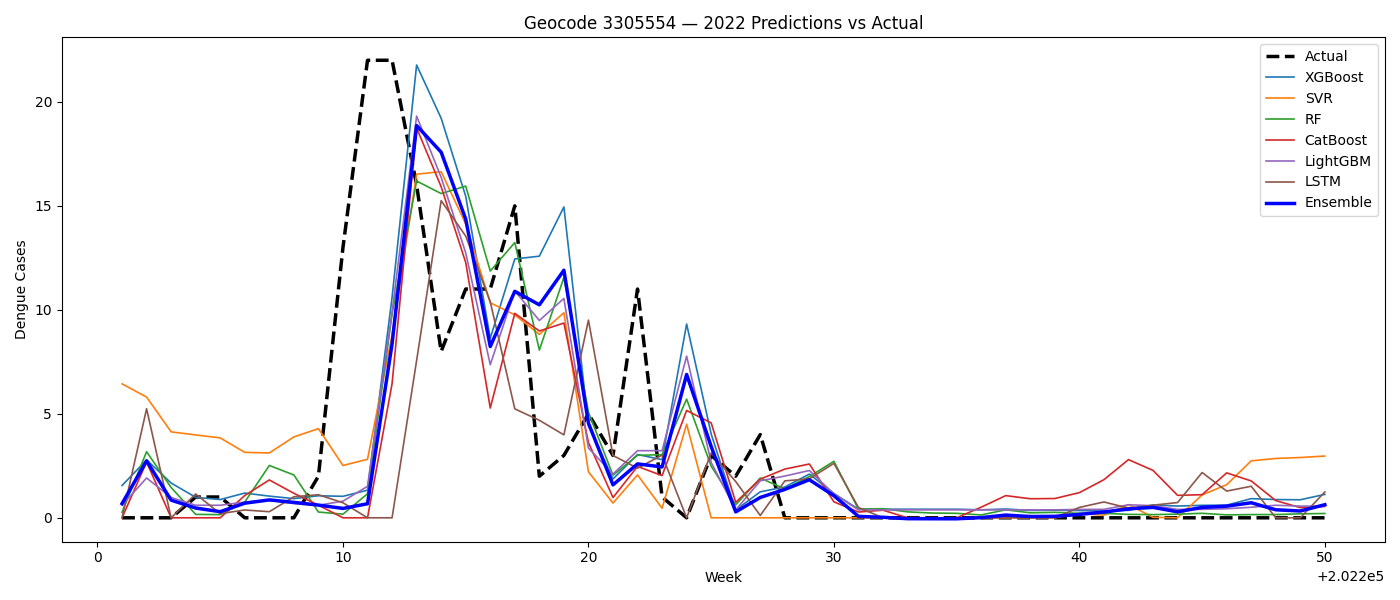 Geocode 3305554 — 2022 Predictions vs Actual
Dengue Cases
20
15
10
5
0
Actual
XGBoost
SVR
RF
CatBoost
LightGBM
LSTM
Ensemble
0 10 20 30 40 50
Week
+2.022e5